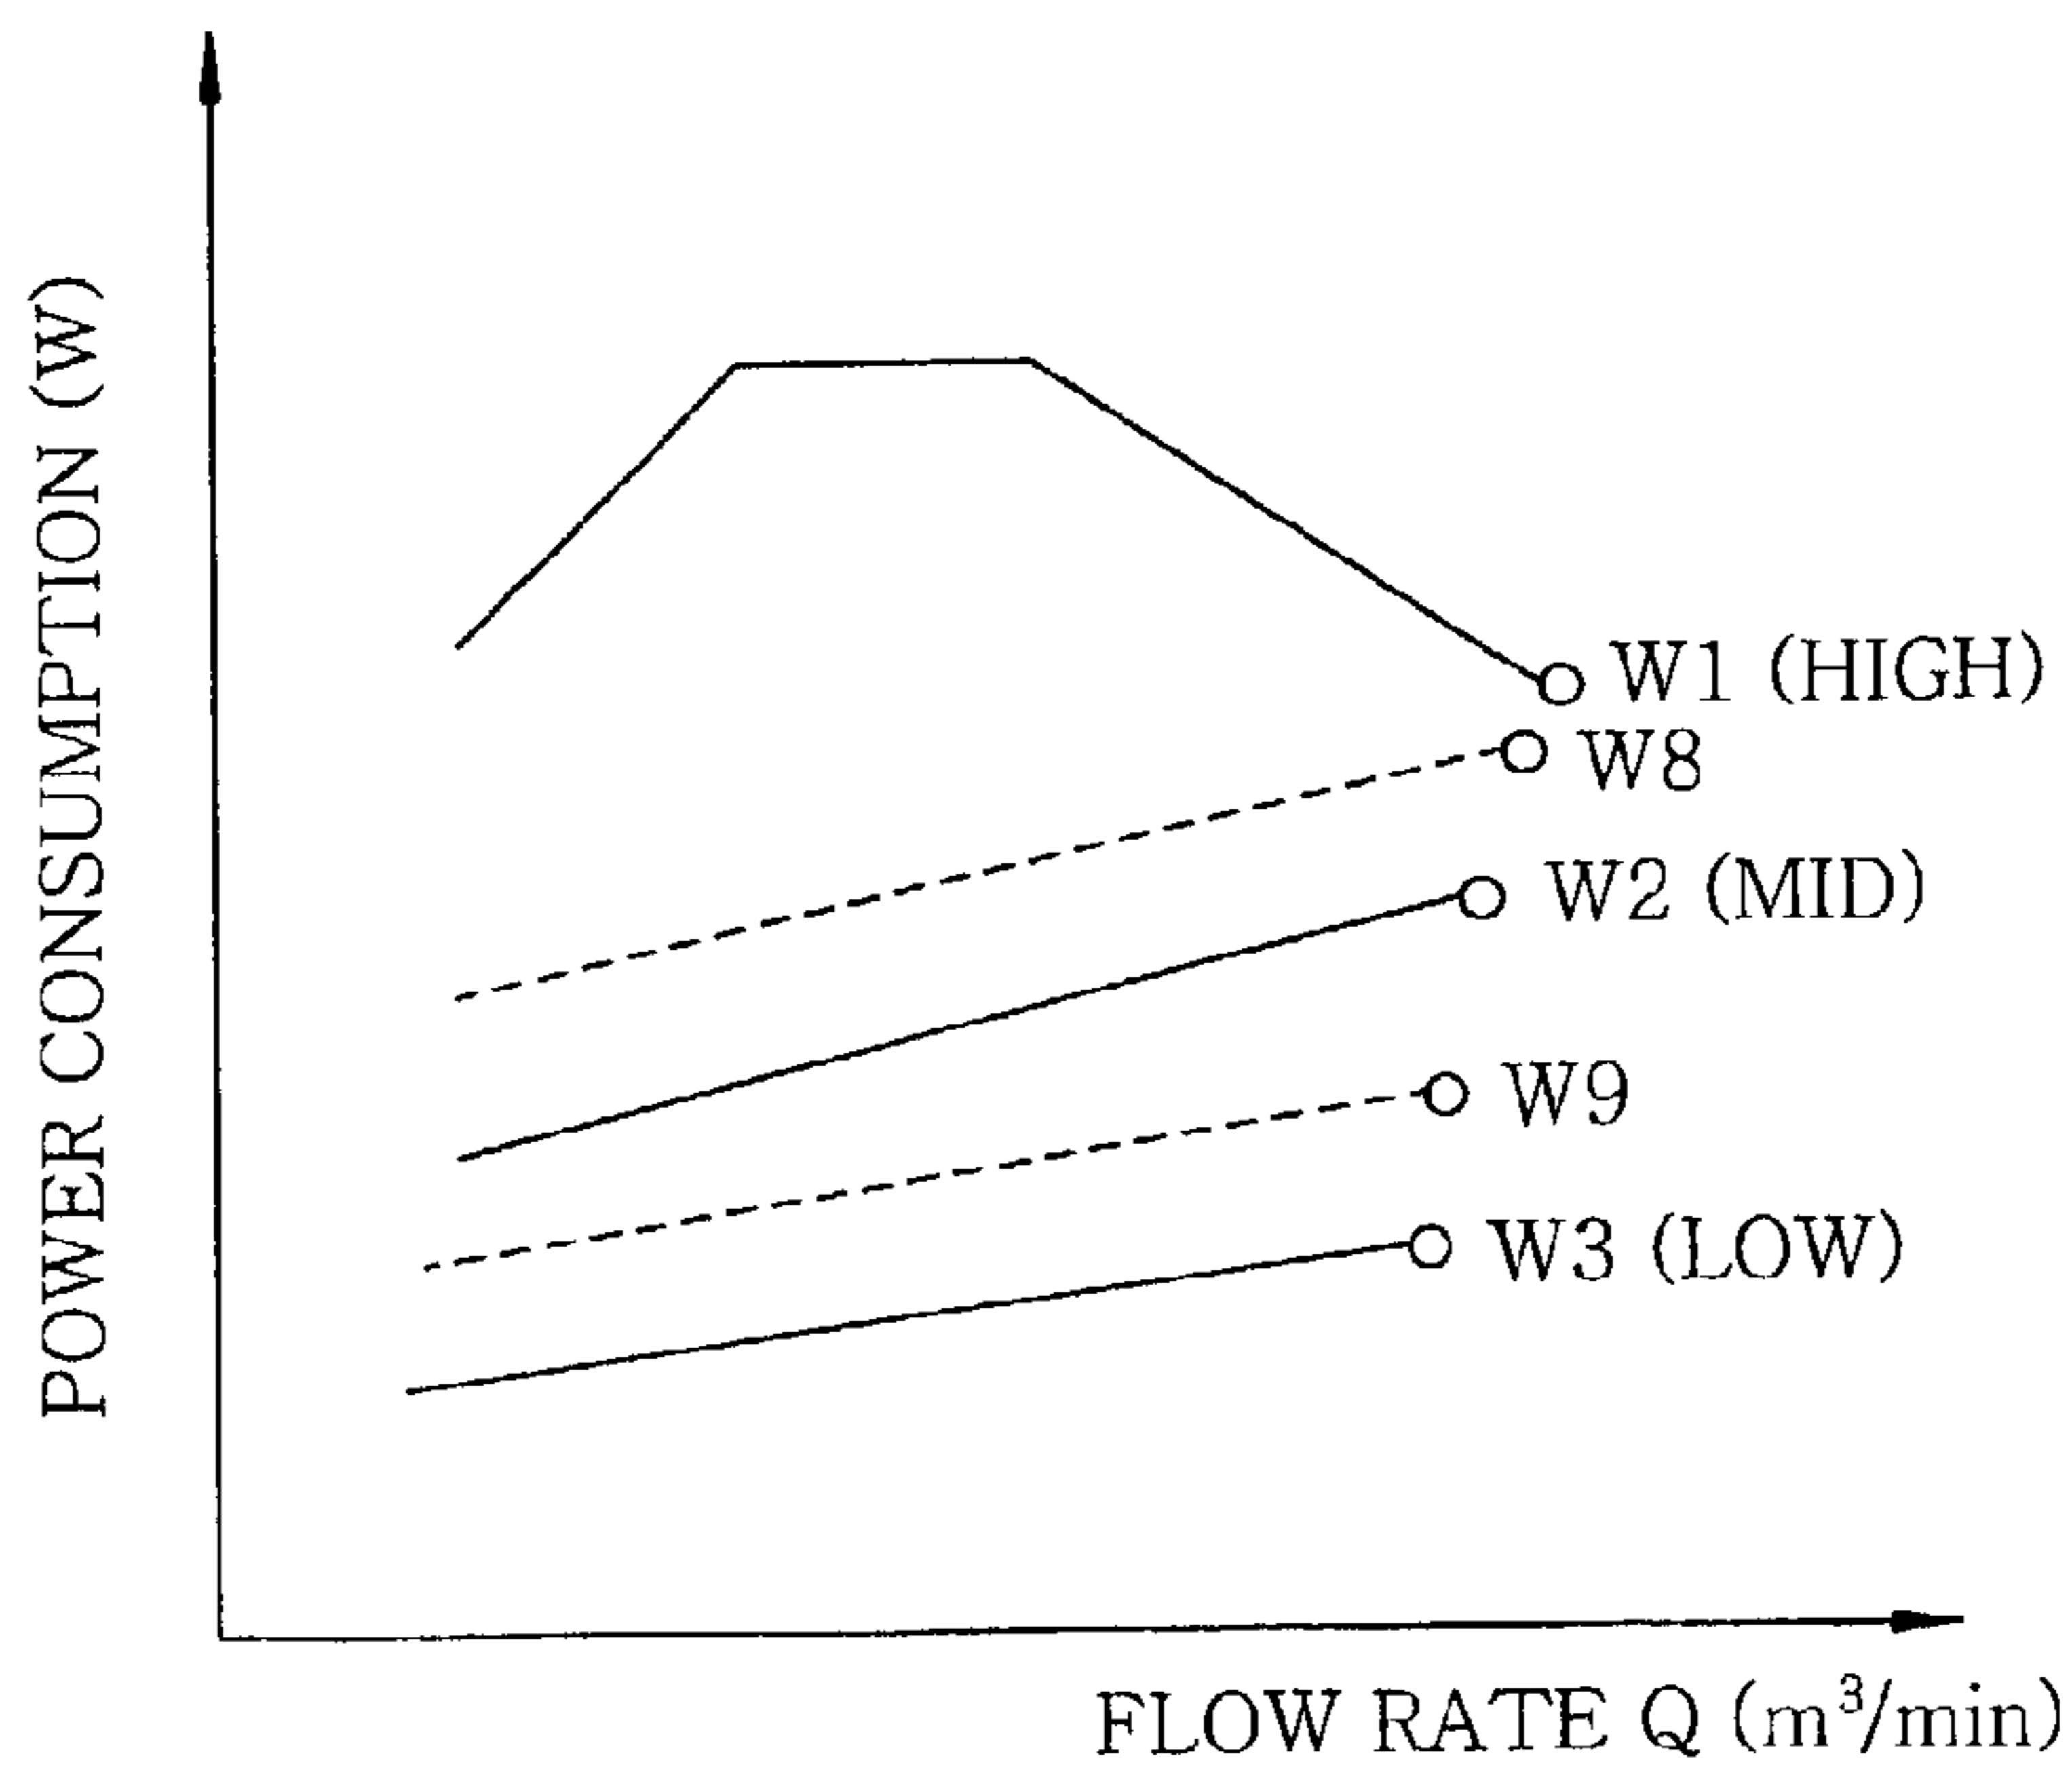 POWER CONSUMPTION (W)
W1 (HIGH)
W8
W2 (MID)
W9
W3 (LOW)
FLOW RATE Q (m³/min)